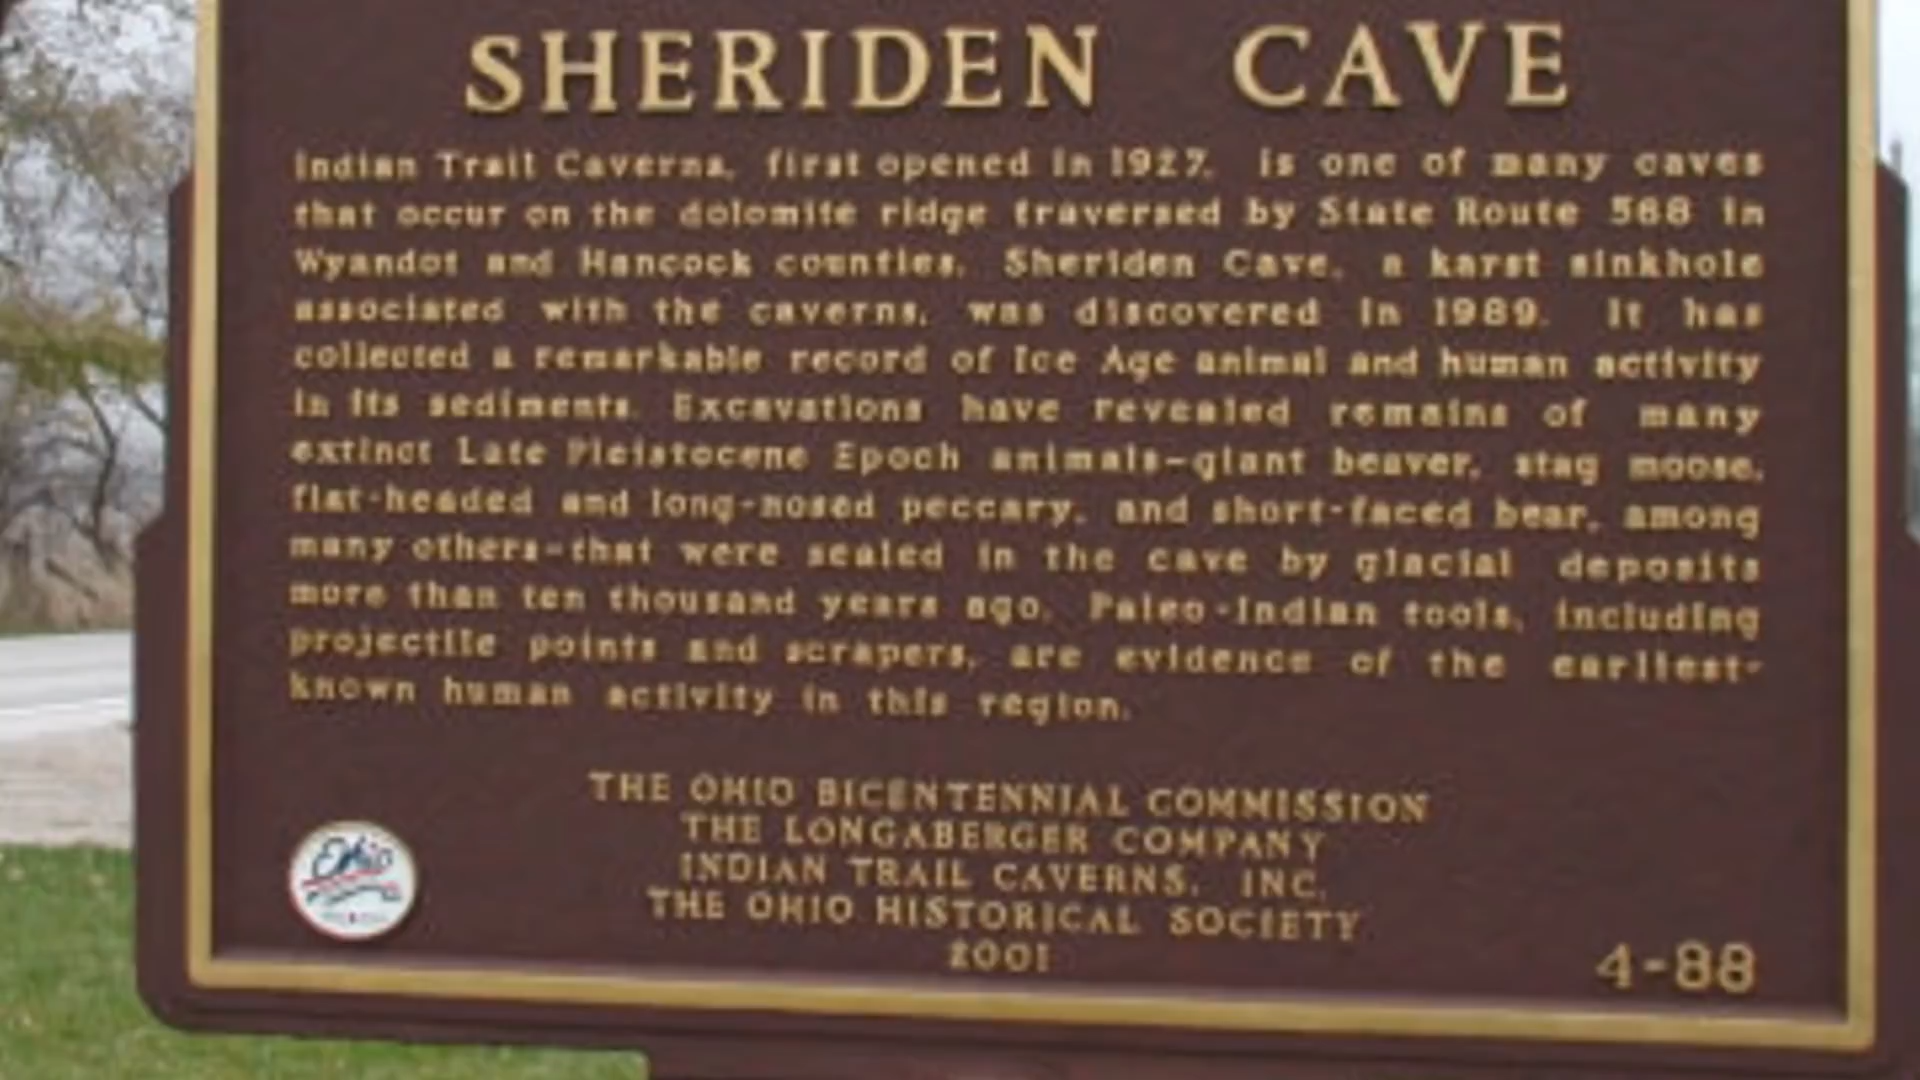 SHERIDEN CAVE
Indian Trail Caverns, first opened in 1927, is one of many caves
that occur on the dolomite ridge traversed by State Route 568 in
Wyandot and Hancock counties. Sheriden Cave, a karst sinkhole
associated with the caverns, was discovered in 1989. It has
collected a remarkable record of Ice Age animal and human activity
in its sediments. Excavations have revealed remains of many
extinct Late Pleistocene Epoch animals-giant beaver, stag moose,
flat-headed and long-nosed peccary, and short-faced bear, among
many others-that were sealed in the cave by glacial deposits
more than ten thousand years ago. Paleo-Indian tools, including
projectile points and scrapers, are evidence of the earliest-
known human activity in this region.
THE OHIO BICENTENNIAL COMMISSION
THE LONGABERGER COMPANY
INDIAN TRAIL CAVERNS, INC.
THE OHIO HISTORICAL SOCIETY
2001
4-88
Ohio